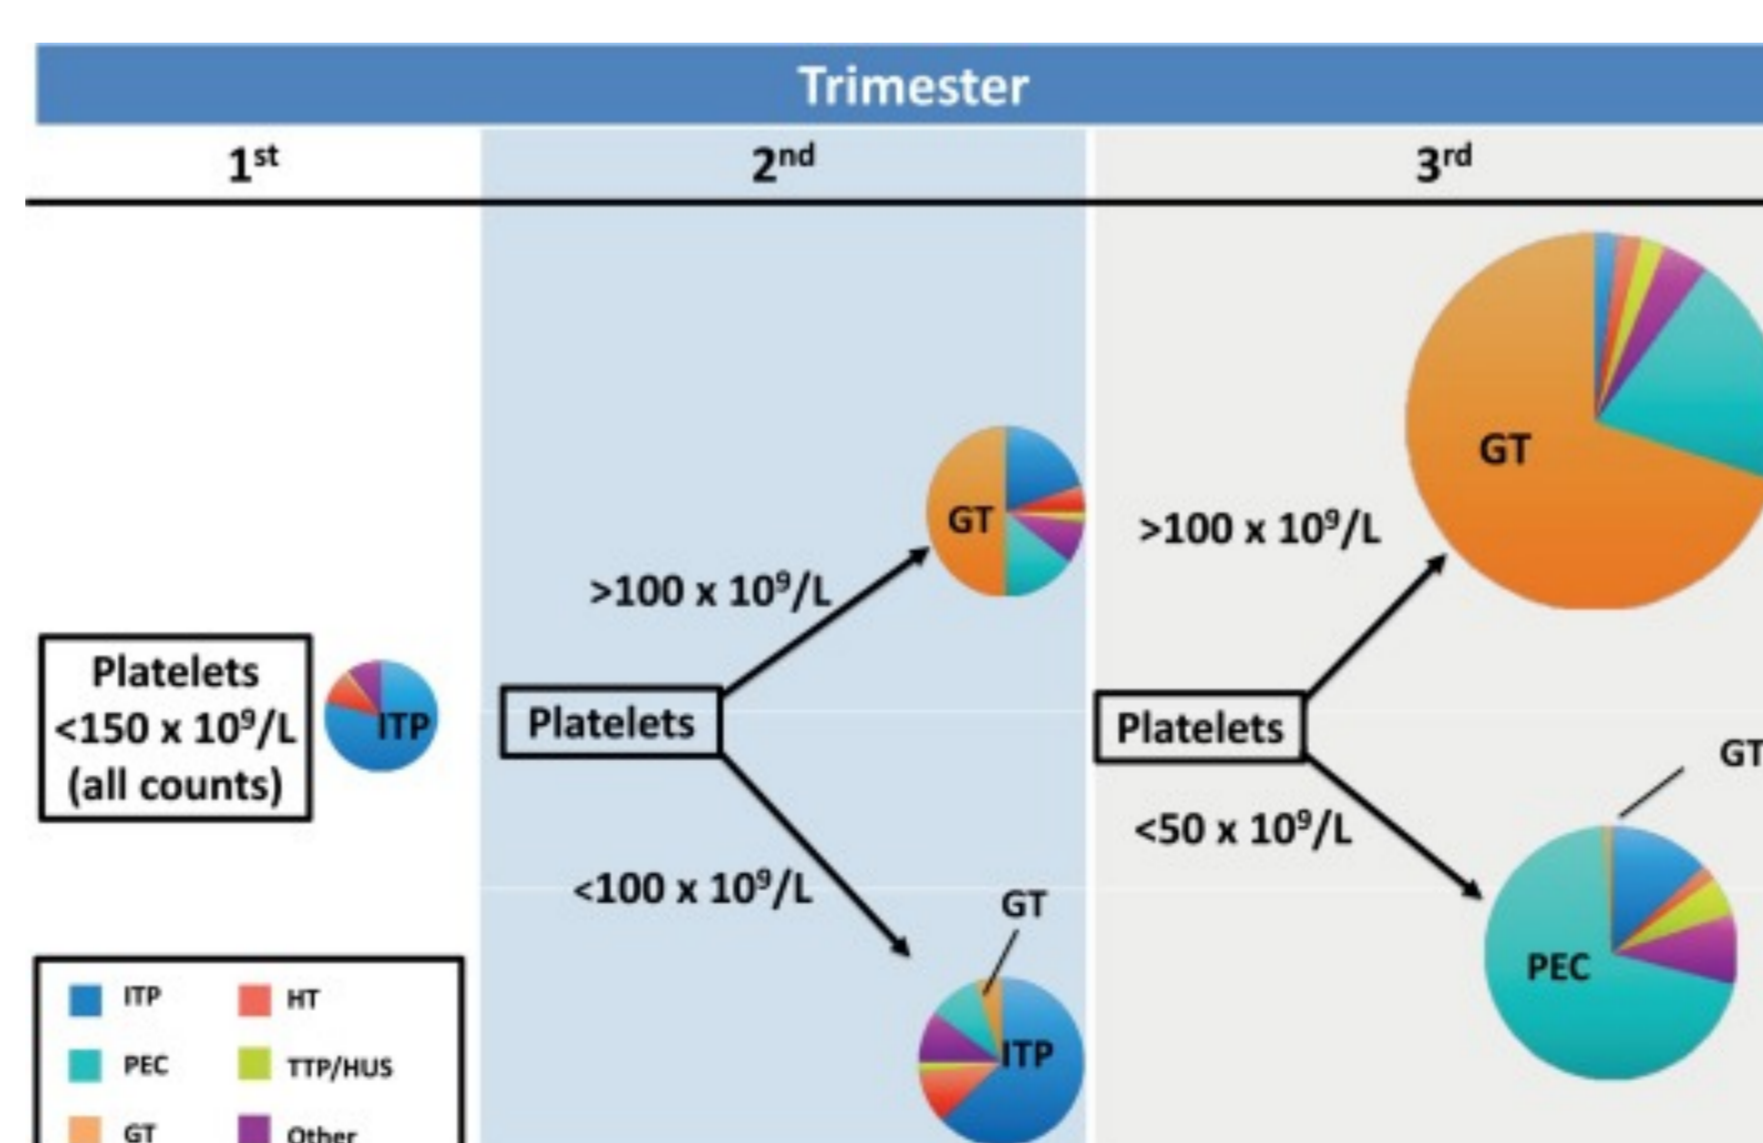 Trimester
1st
2nd
3rd
GT
GT
>100 x 10⁹/L
>100 x 10⁹/L
Platelets
<150 x 10⁹/L
(all counts)
ITP
Platelets
Platelets
GT
<50 x 10⁹/L
<100 x 10⁹/L
GT
PEC
ITP
ITP HT
PEC TTP/HUS
GT Other